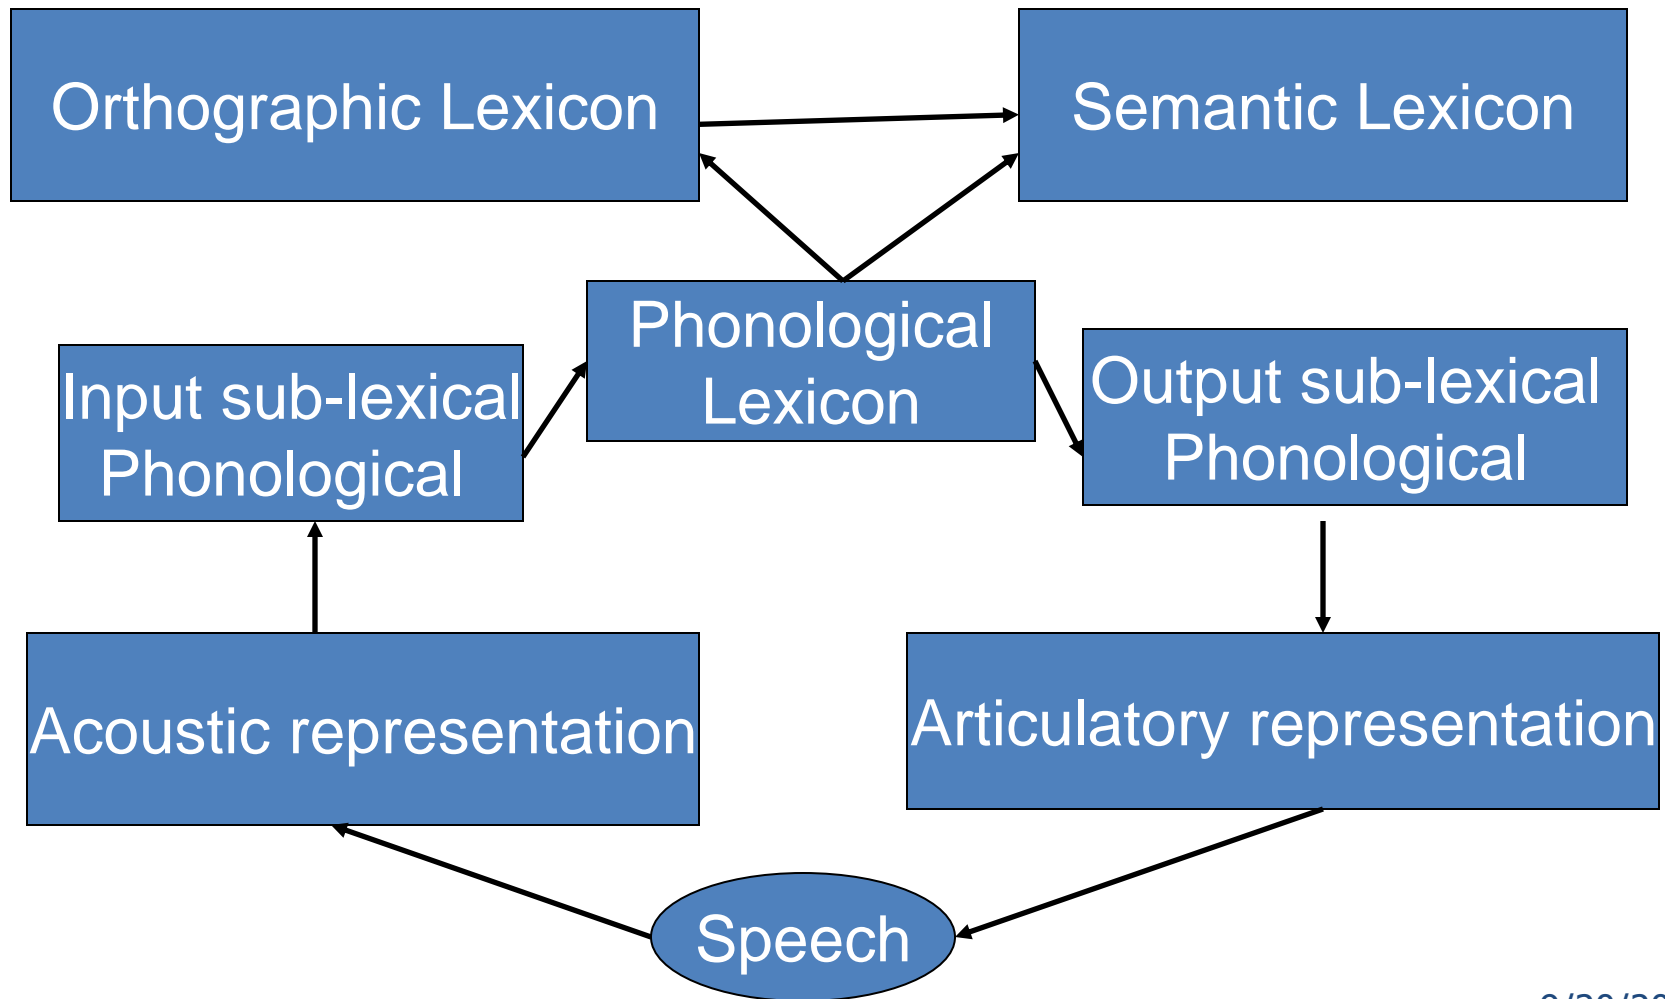 Orthographic Lexicon
Semantic Lexicon
Phonological
Lexicon
Input sub-lexical
Phonological
Output sub-lexical
Phonological
Acoustic representation
Articulatory representation
Speech